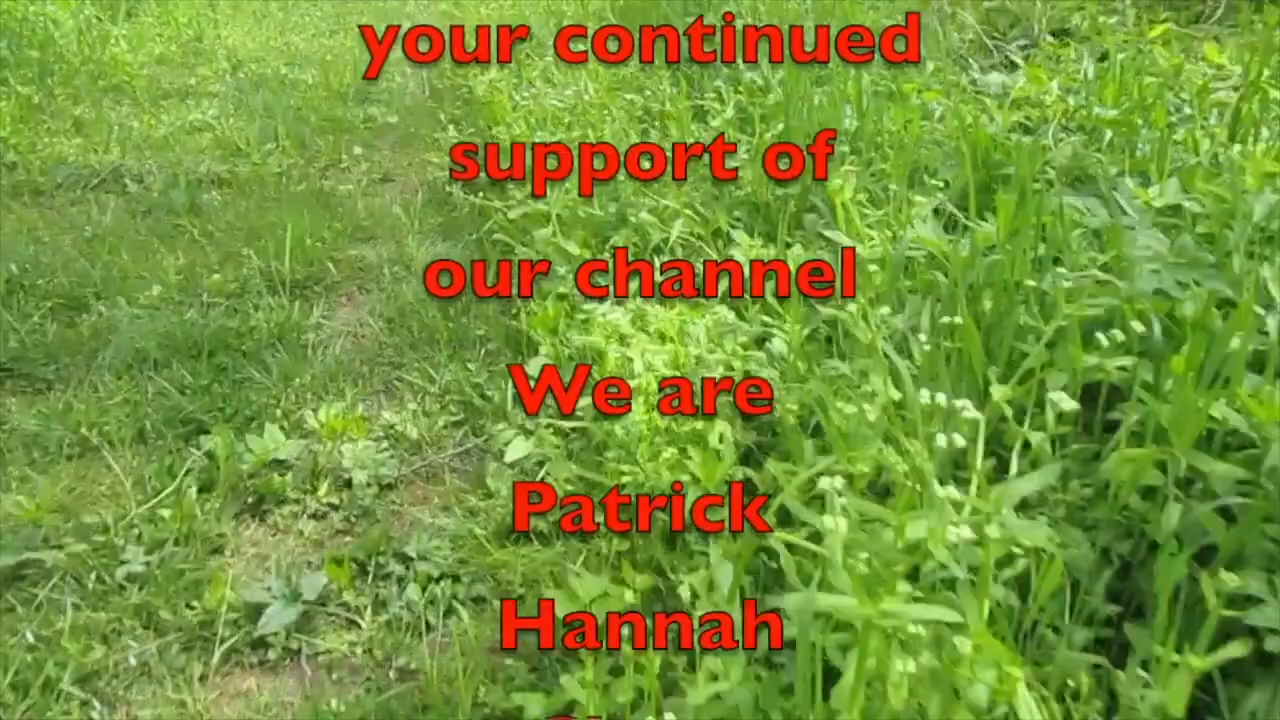 your continued
support of
our channel
We are
Patrick
Hannah